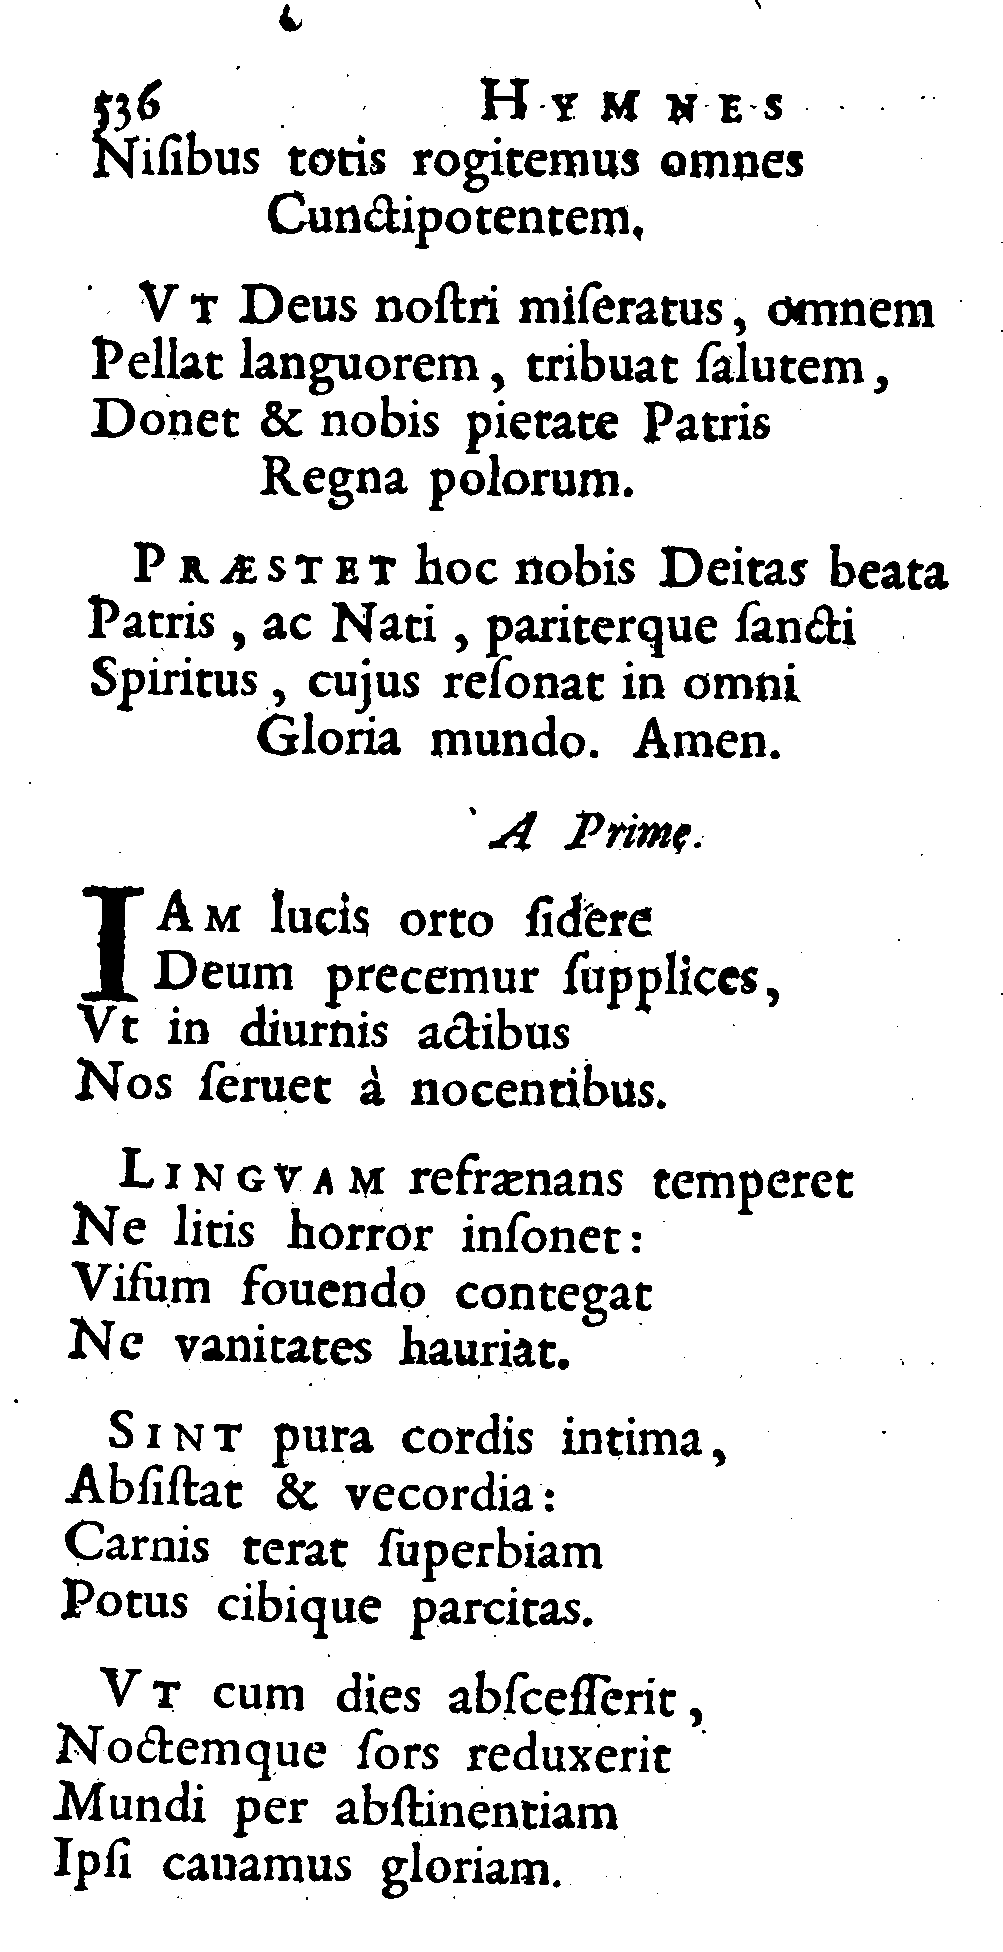 536 HYMNES
Niſibus totis rogitemus omnes
Cunctipotentem,
VT Deus noſtri miſeratus, omnem
Pellat languorem, tribuat ſalutem,
Donet & nobis pietate Patris
Regna polorum.
PRÆSTET hoc nobis Deitas beata
Patris, ac Nati, pariterque ſancti
Spiritus, cujus reſonat in omni
Gloria mundo. Amen.
A Prime.
IAM lucis orto ſidere
Deum precemur ſupplices,
Vt in diurnis actibus
Nos ſeruet à nocentibus.
LINGVAM refrænans temperet
Ne litis horror inſonet:
Viſum fouendo contegat
Ne vanitates hauriat.
SINT pura cordis intima,
Abſiſtat & vecordia:
Carnis terat ſuperbiam
Potus cibique parcitas.
VT cum dies abſceſſerit,
Noctemque ſors reduxerit
Mundi per abſtinentiam
Ipſi canamus gloriam.